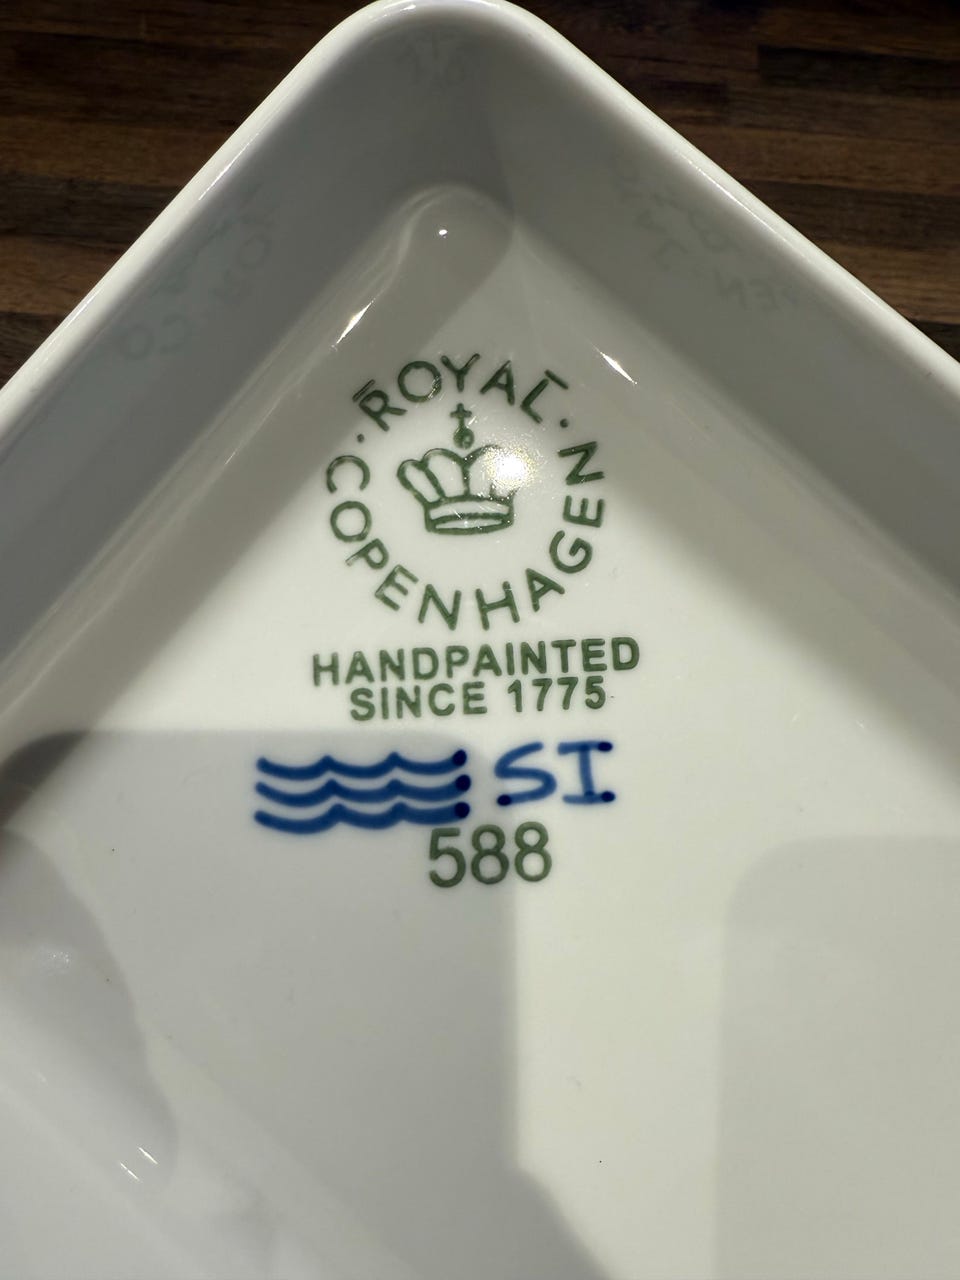 ROYAL
COPENHAGEN
HANDPAINTED
SINCE 1775
SI
588